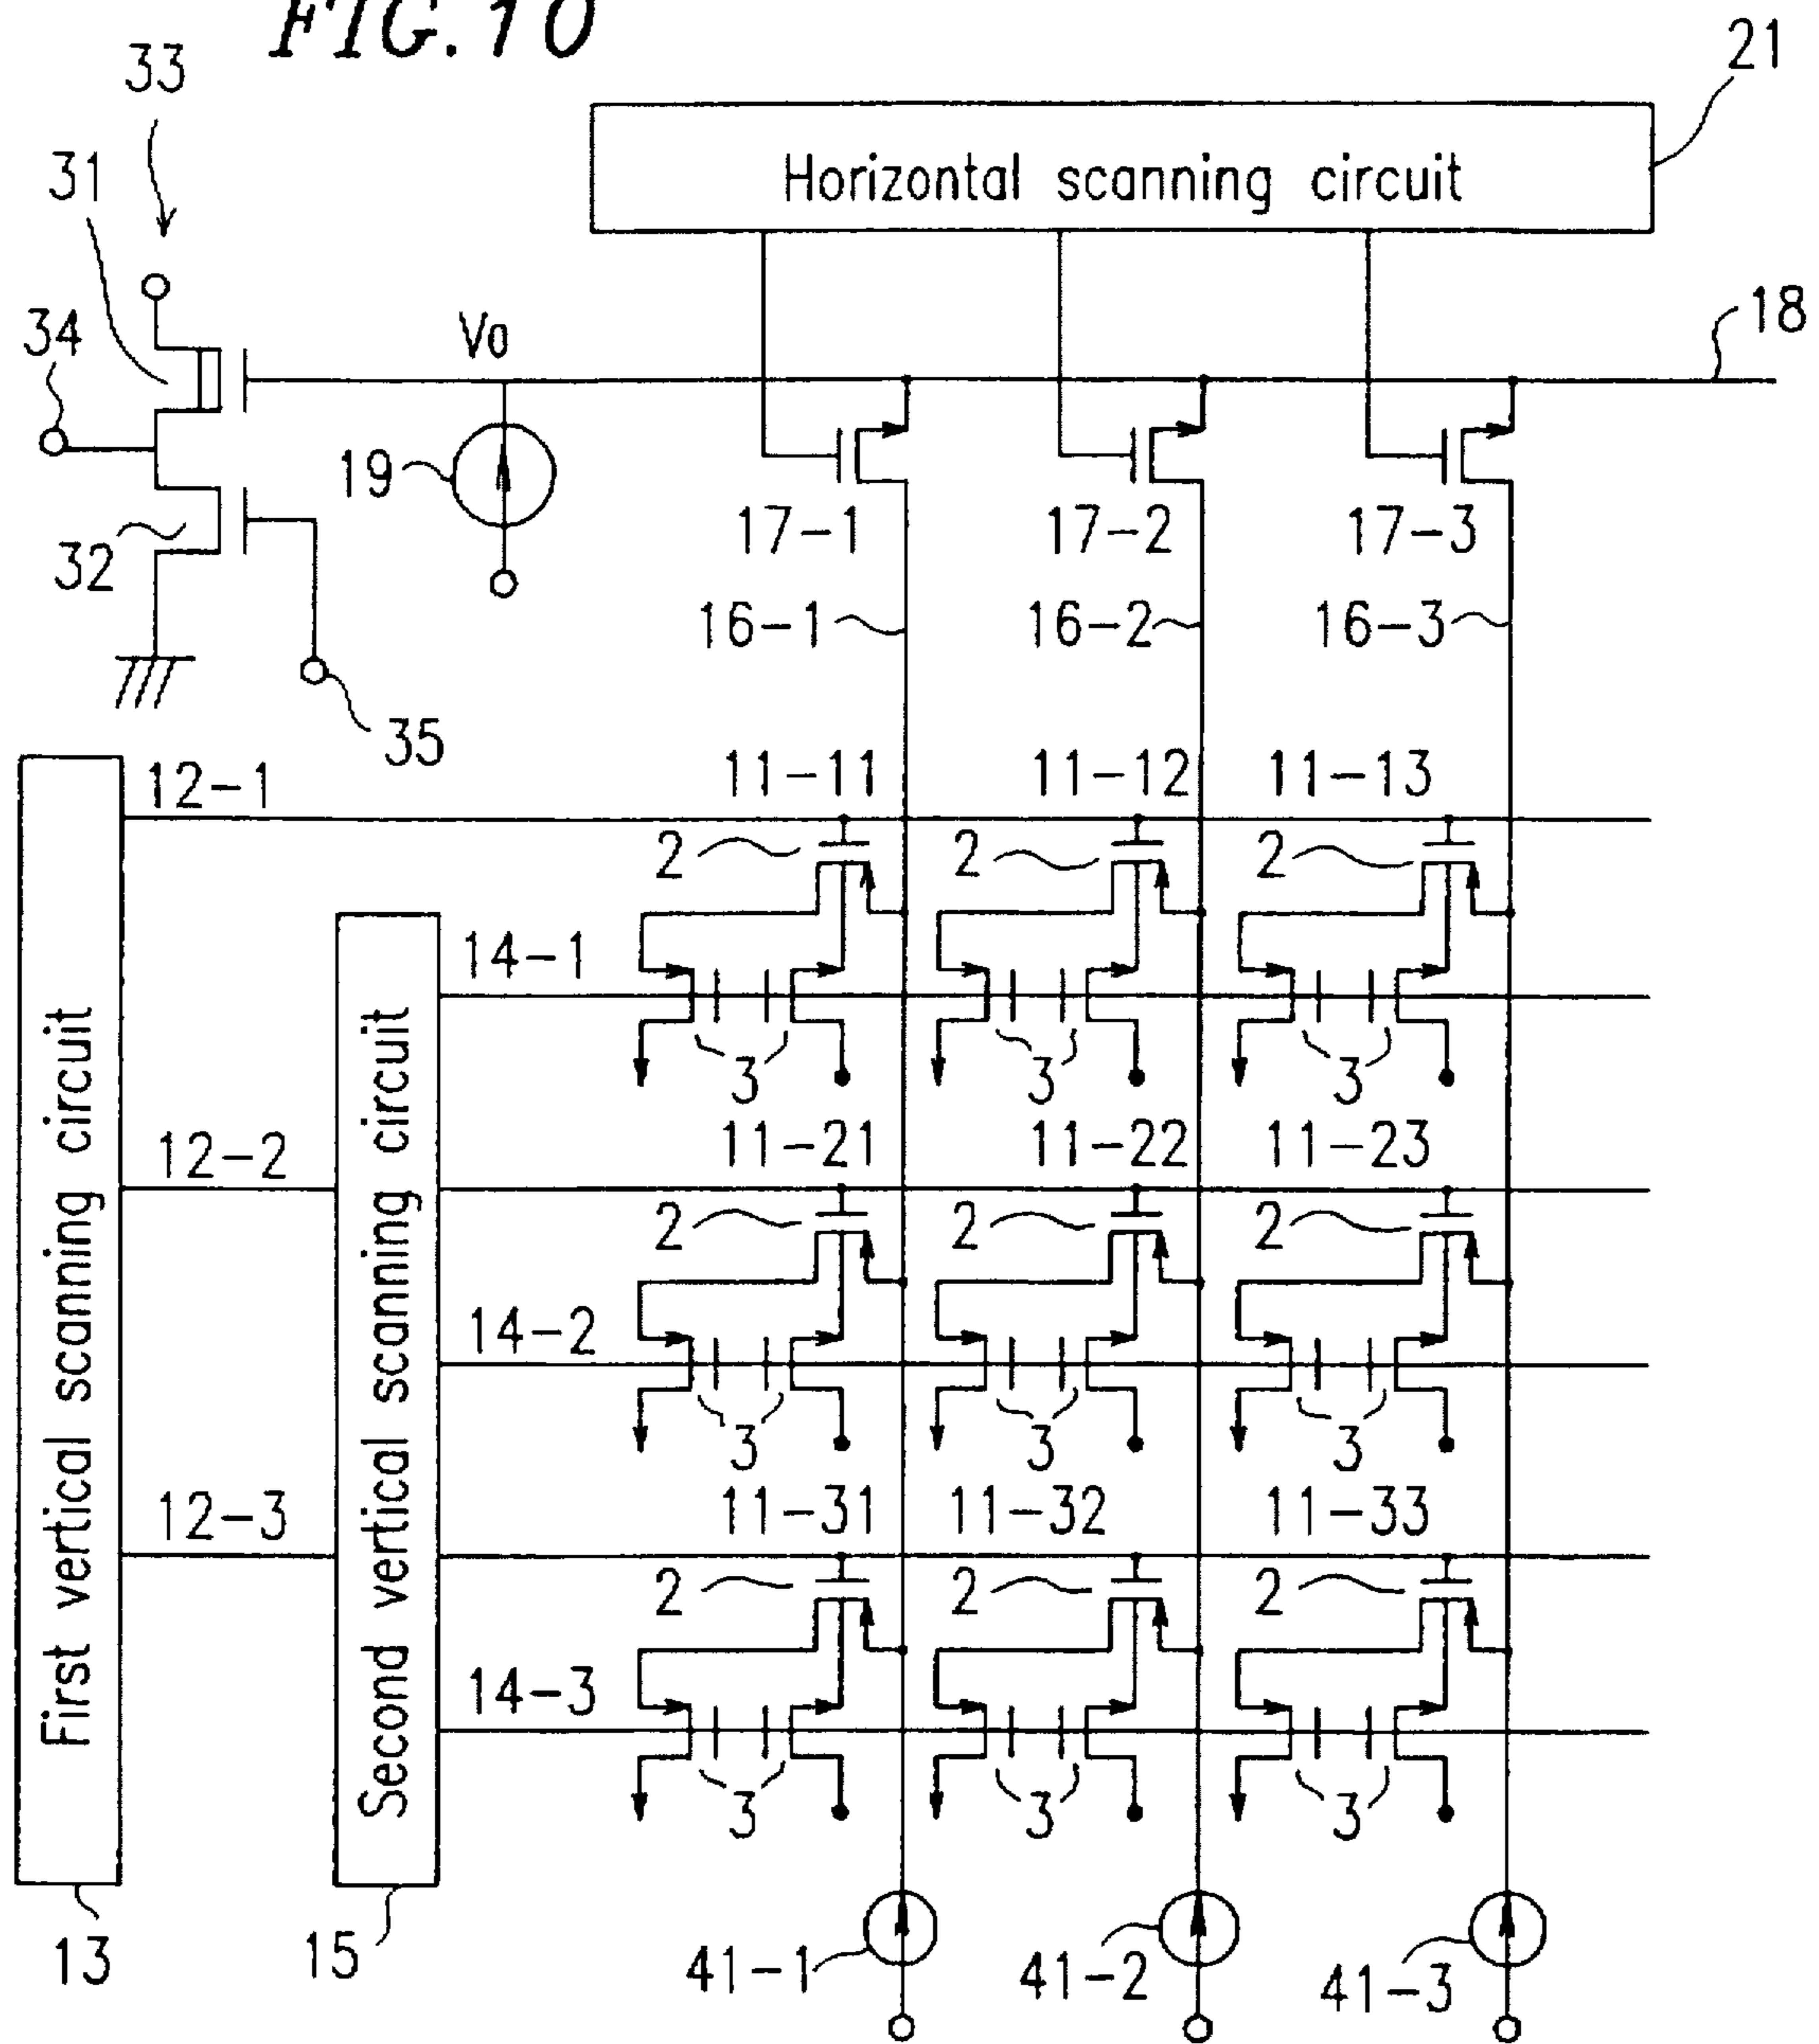 FIG. 10
33
21
31
Horizontal scanning circuit
34
Vo
18
19
32
17-1 17-2 17-3
16-1 16-2 16-3
35
12-1 11-11 11-12 11-13
2 2 2
14-1
3 3 3
12-2 11-21 11-22 11-23
2 2 2
14-2
3 3 3
12-3 11-31 11-32 11-33
2 2 2
14-3
3 3 3
First vertical scanning circuit
Second vertical scanning circuit
13 15 41-1 41-2 41-3